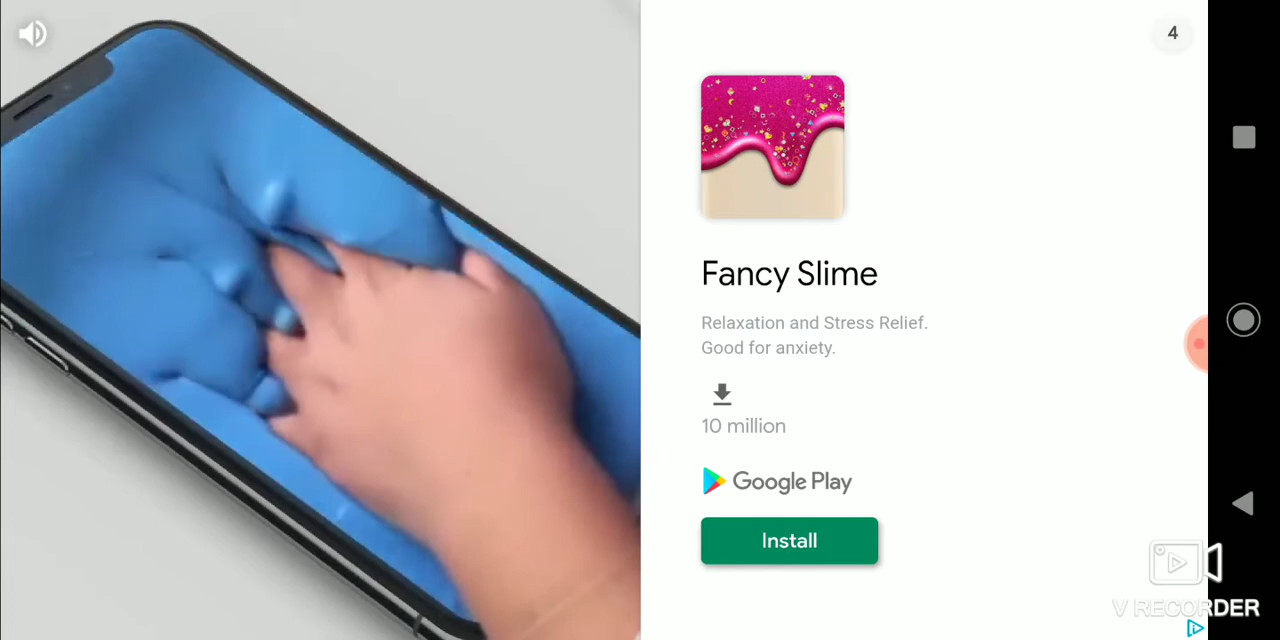 4
Fancy Slime
Relaxation and Stress Relief.
Good for anxiety.
10 million
Google Play
Install
V RECORDER